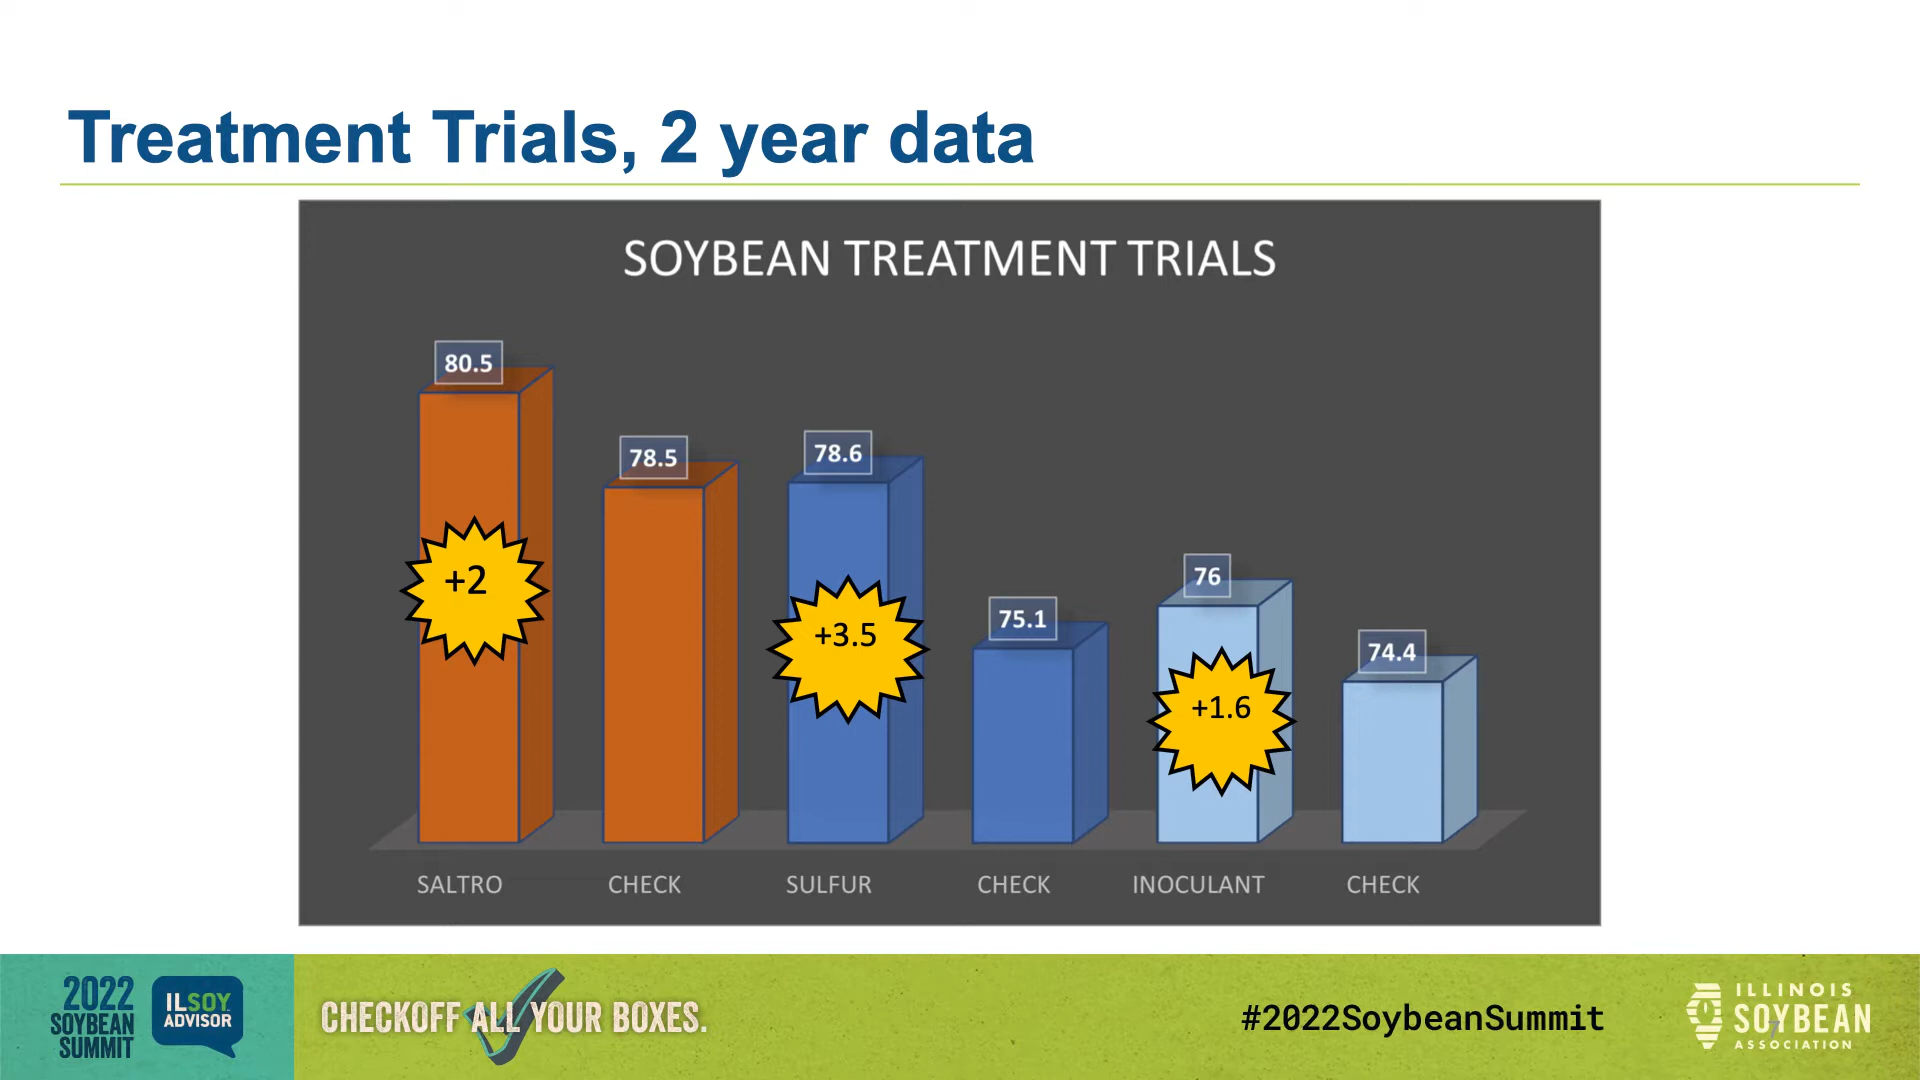 Treatment Trials, 2 year data
SOYBEAN TREATMENT TRIALS
80.5
78.5
78.6
75.1
76
74.4
+2
+3.5
+1.6
SALTRO
CHECK
SULFUR
CHECK
INOCULANT
CHECK
2022
SOYBEAN
SUMMIT
ILSOY
ADVISOR
CHECKOFF ALL YOUR BOXES.
#2022SoybeanSummit
ILLINOIS
SOYBEAN
ASSOCIATION
7